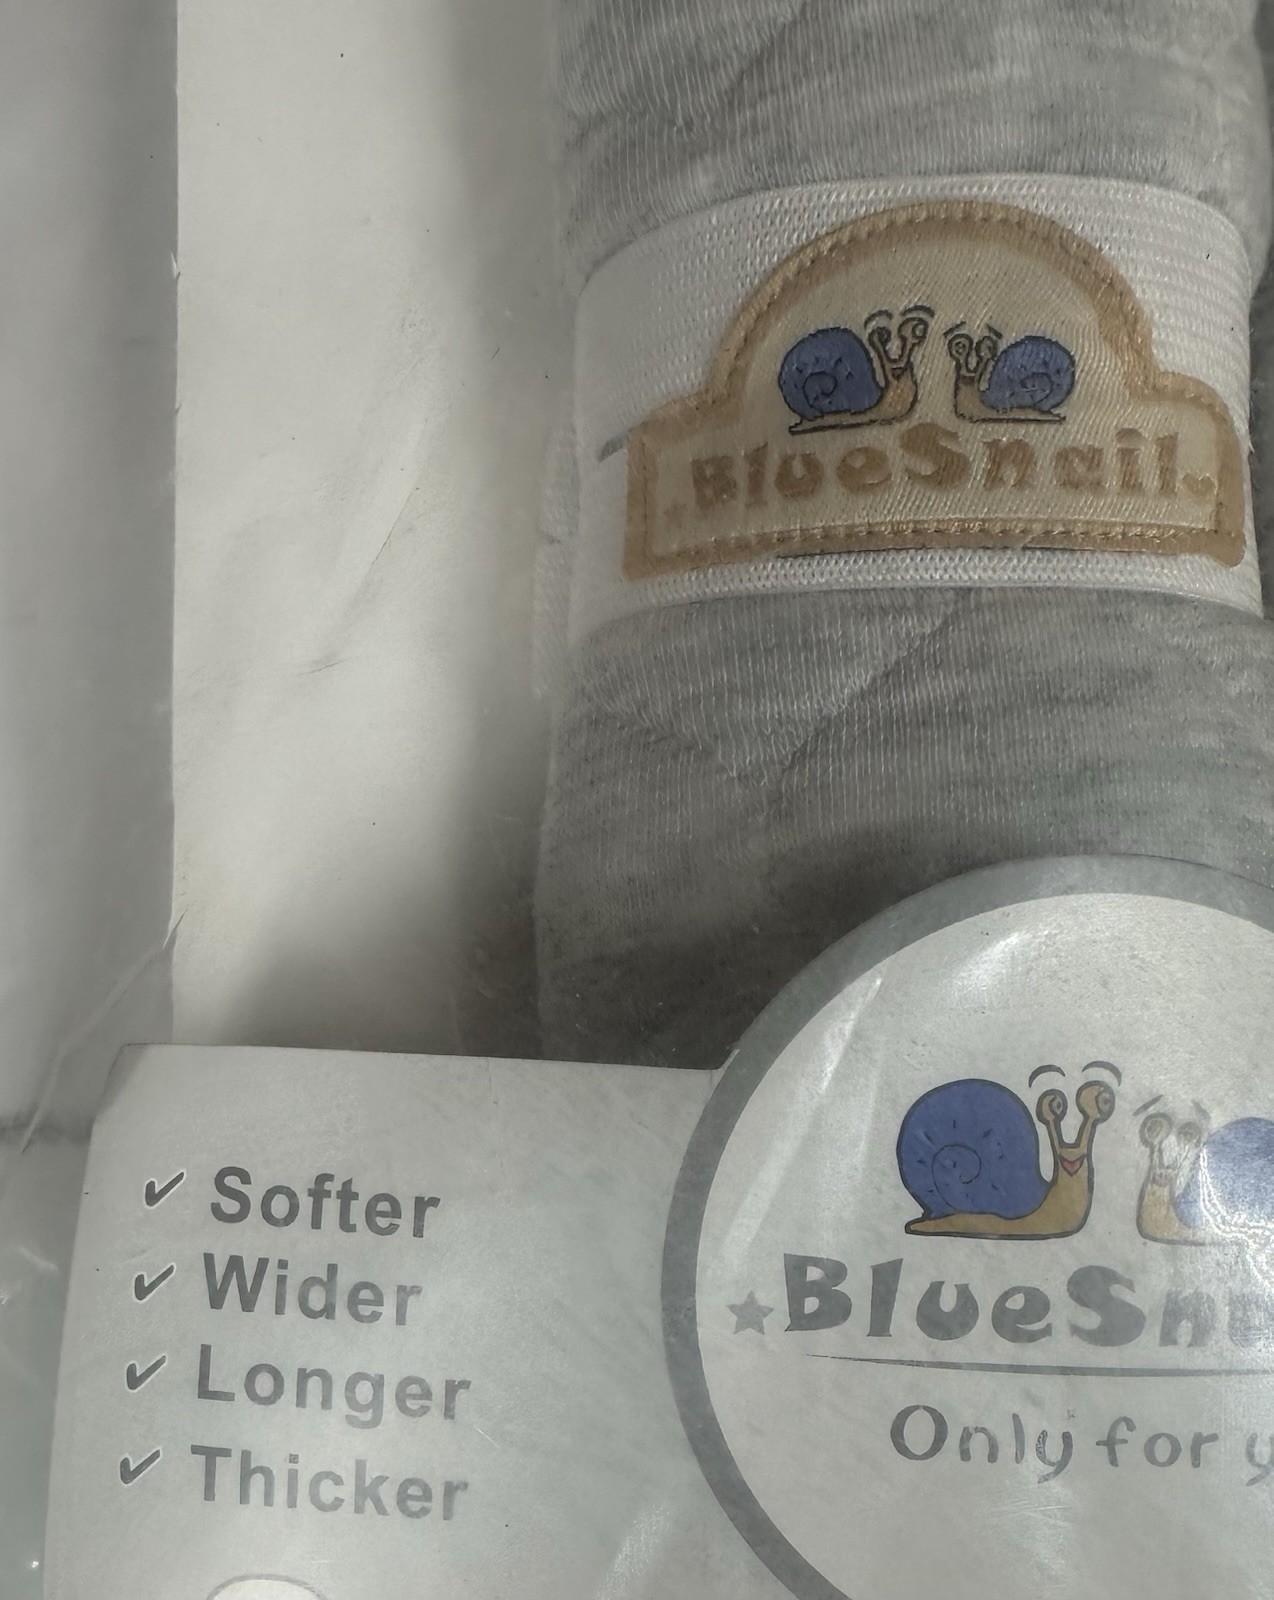 BlueSnail
Softer
Wider
Longer
Thicker
BlueSn
Only for y